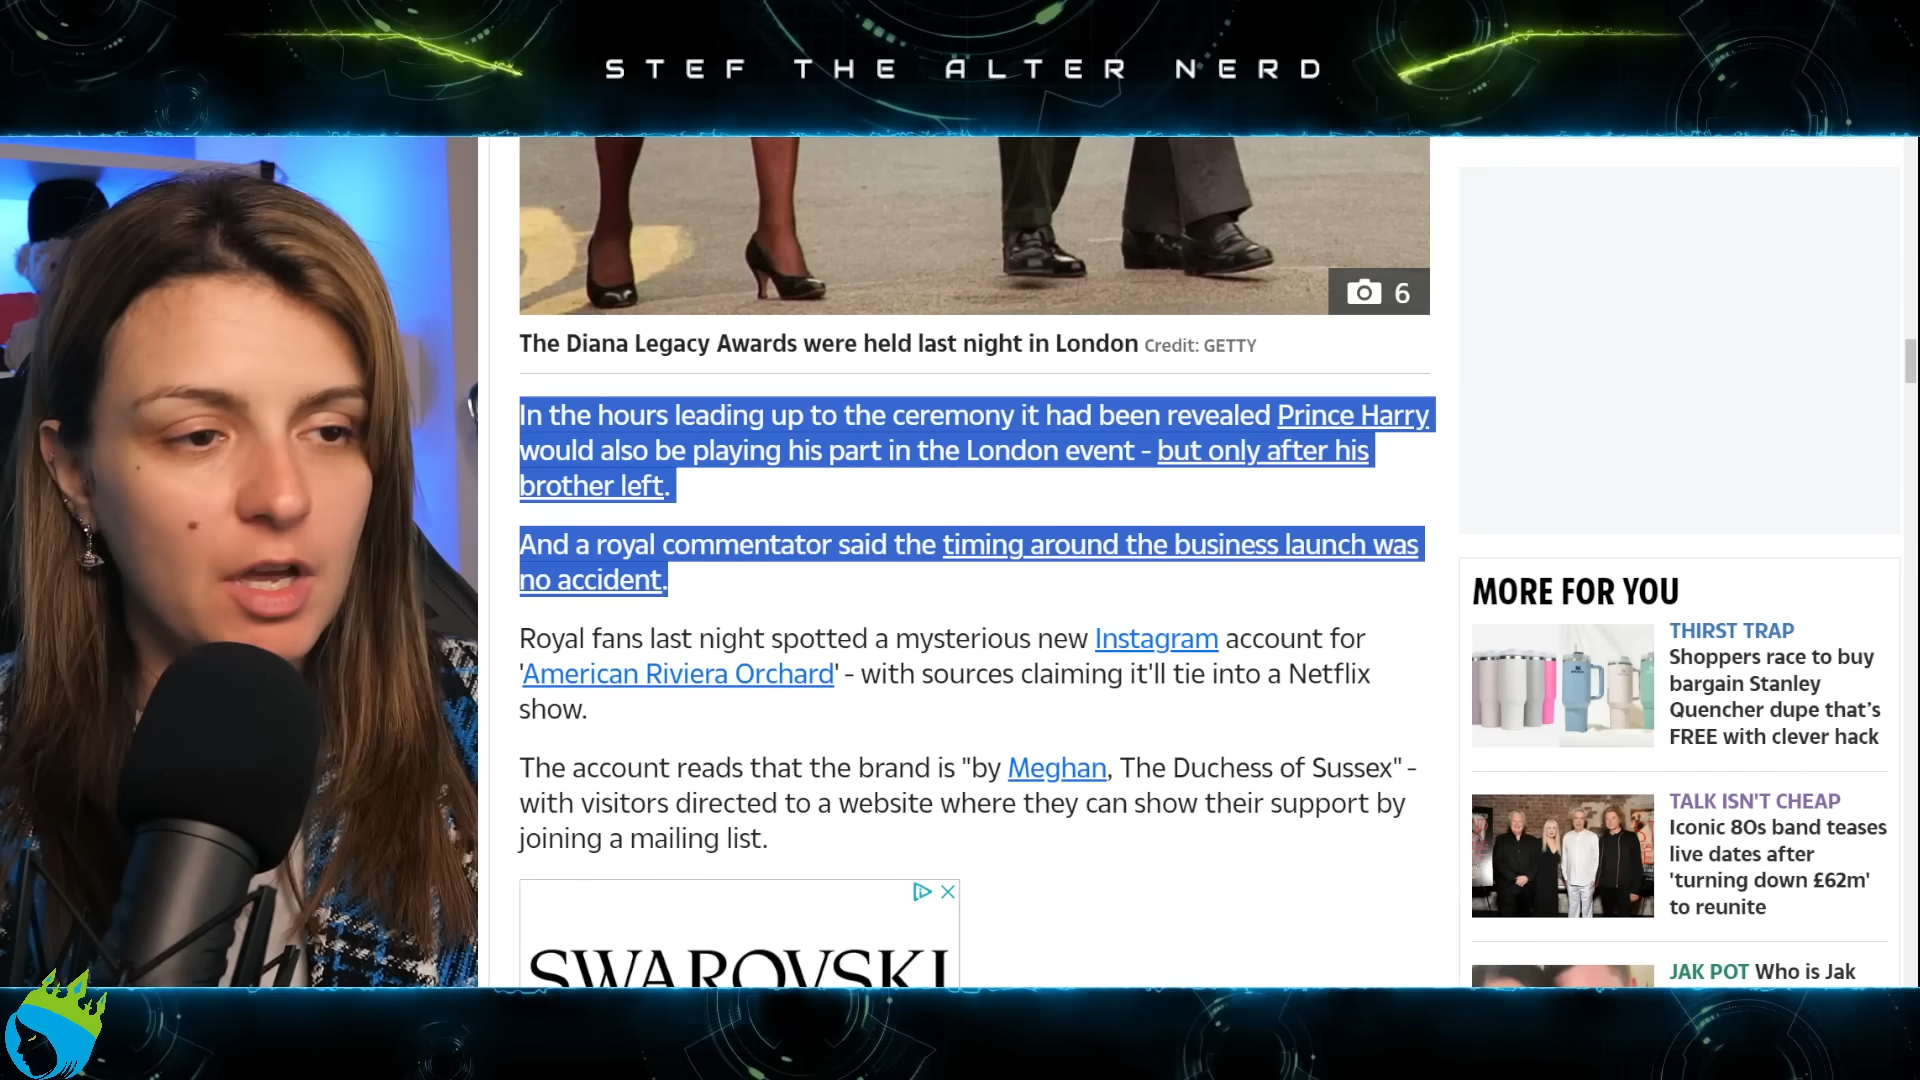 STEF THE ALTER NERD
6
The Diana Legacy Awards were held last night in London Credit: GETTY
In the hours leading up to the ceremony it had been revealed Prince Harry
would also be playing his part in the London event - but only after his
brother left.
And a royal commentator said the timing around the business launch was
no accident.
Royal fans last night spotted a mysterious new Instagram account for
'American Riviera Orchard' - with sources claiming it'll tie into a Netflix
show.
The account reads that the brand is "by Meghan, The Duchess of Sussex" -
with visitors directed to a website where they can show their support by
joining a mailing list.
SWAROVSKI
MORE FOR YOU
THIRST TRAP
Shoppers race to buy
bargain Stanley
Quencher dupe that's
FREE with clever hack
TALK ISN'T CHEAP
Iconic 80s band teases
live dates after
'turning down £62m'
to reunite
JAK POT Who is Jak